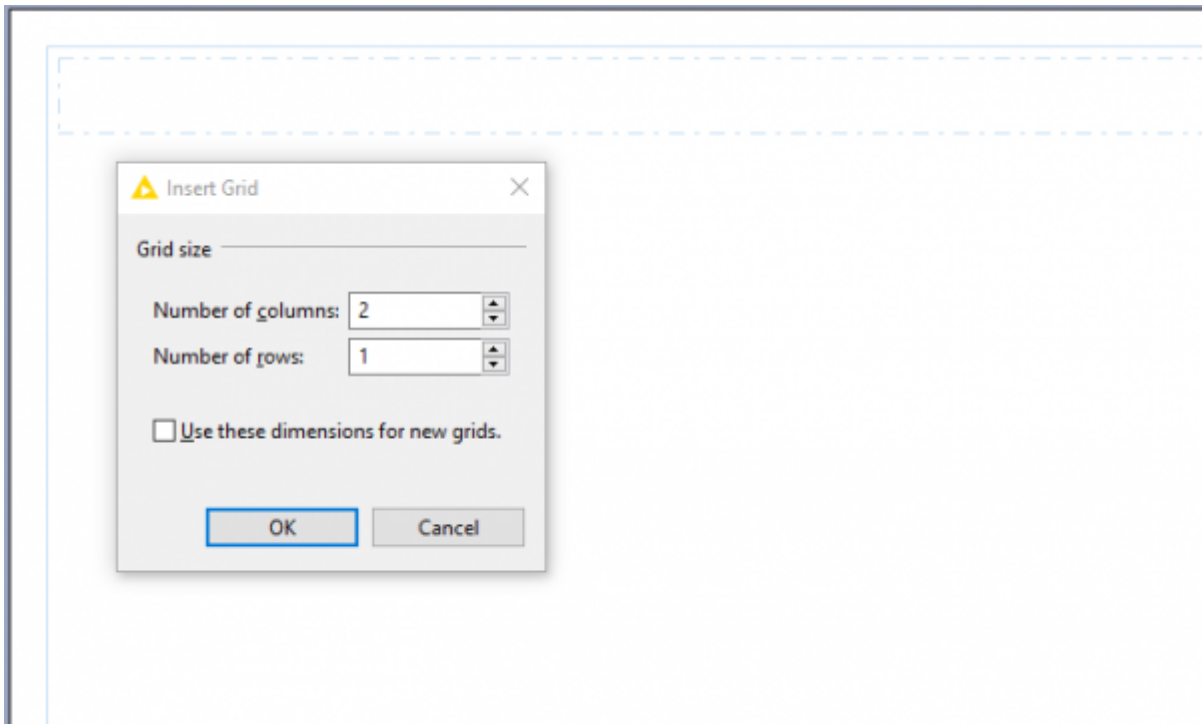 Insert Grid
Grid size
Number of columns: 2
Number of rows: 1
Use these dimensions for new grids.
OK Cancel